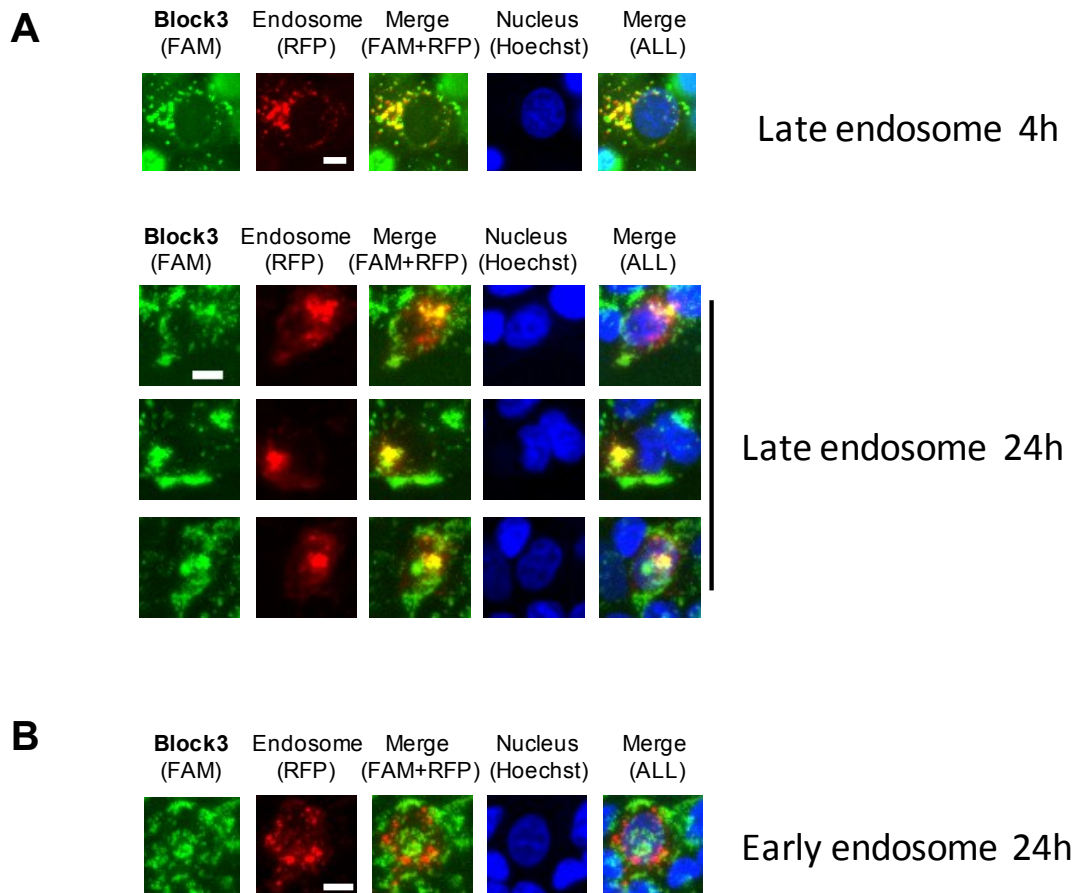 A
Block3 Endosome Merge Nucleus Merge
(FAM) (RFP) (FAM+RFP) (Hoechst) (ALL)
Late endosome 4h
Block3 Endosome Merge Nucleus Merge
(FAM) (RFP) (FAM+RFP) (Hoechst) (ALL)
Late endosome 24h
B
Block3 Endosome Merge Nucleus Merge
(FAM) (RFP) (FAM+RFP) (Hoechst) (ALL)
Early endosome 24h